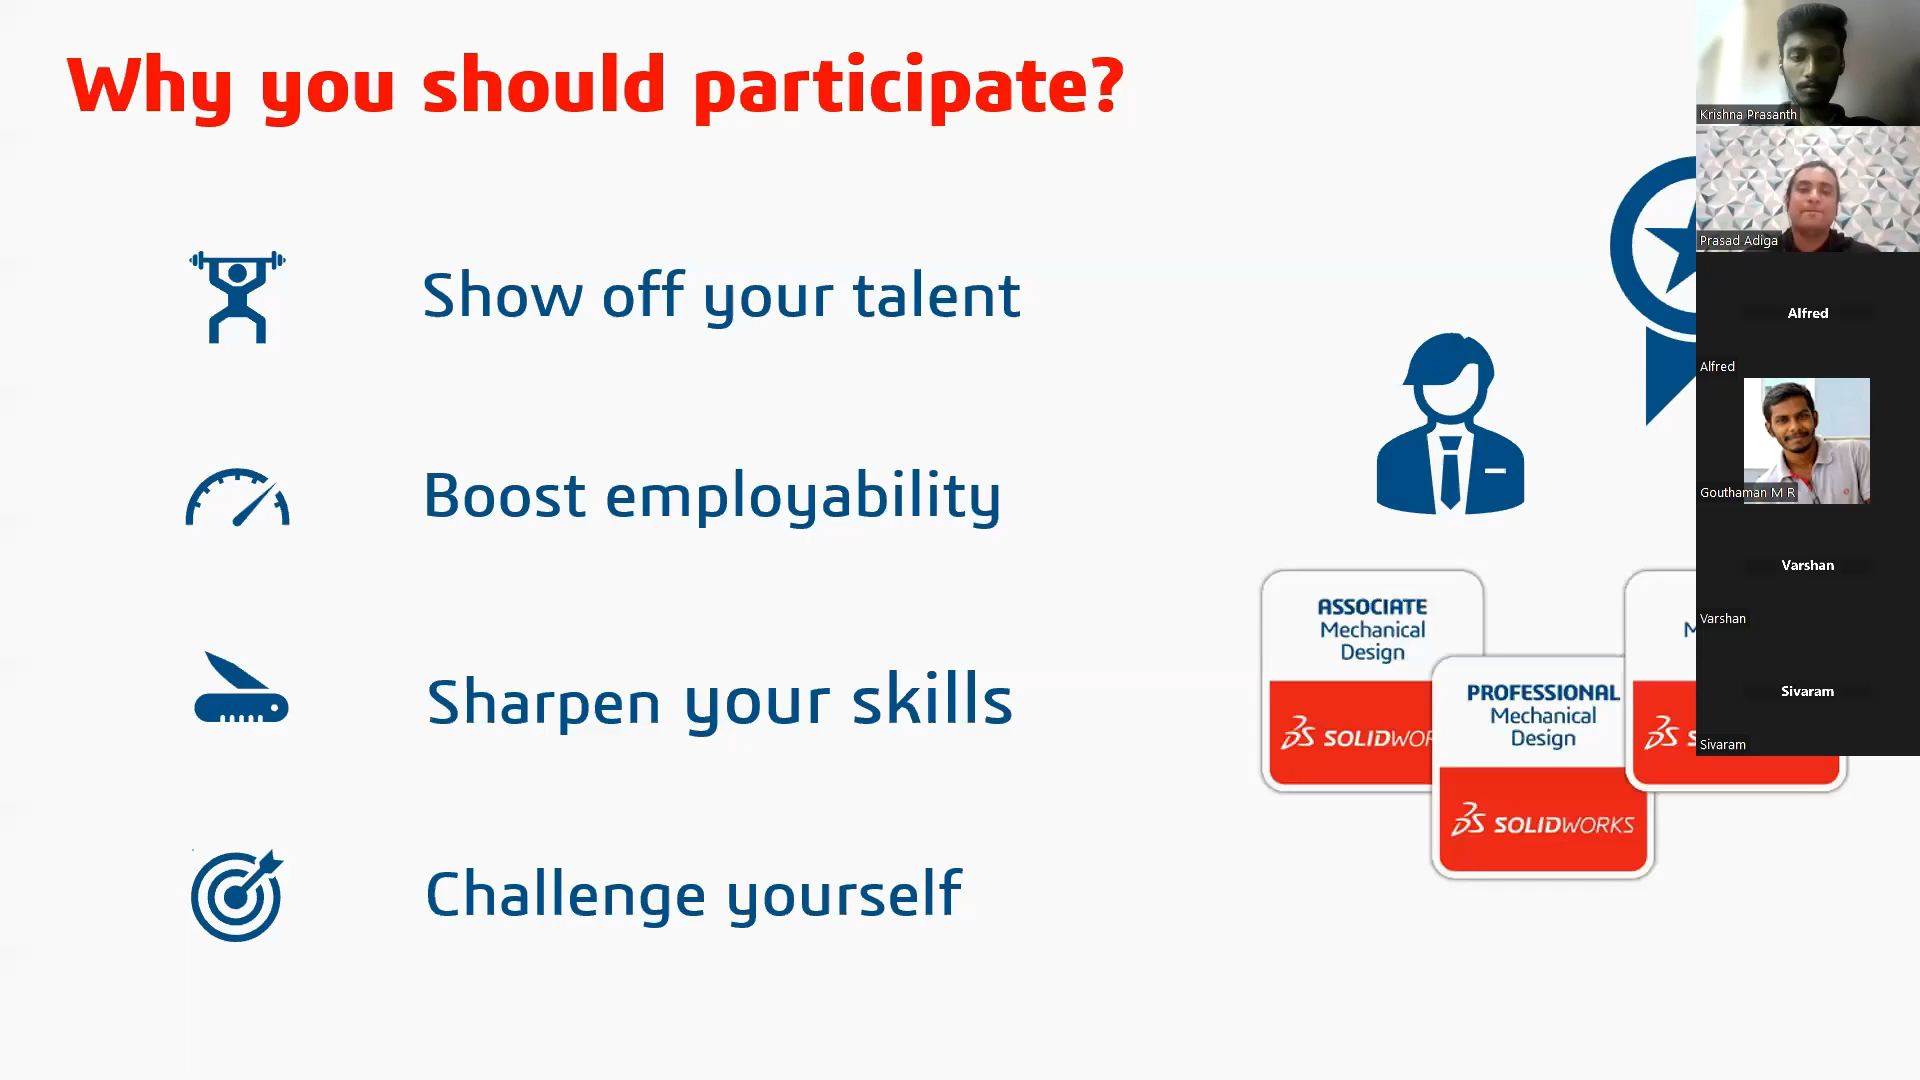 Why you should participate?
Show off your talent
Boost employability
Sharpen your skills
Challenge yourself
ASSOCIATE
Mechanical
Design
SOLIDWOR
PROFESSIONAL
Mechanical
Design
SOLIDWORKS
M
S
Krishna Prasanth
Prasad Adiga
Alfred
Alfred
Gouthaman M R
Varshan
Varshan
Sivaram
Sivaram